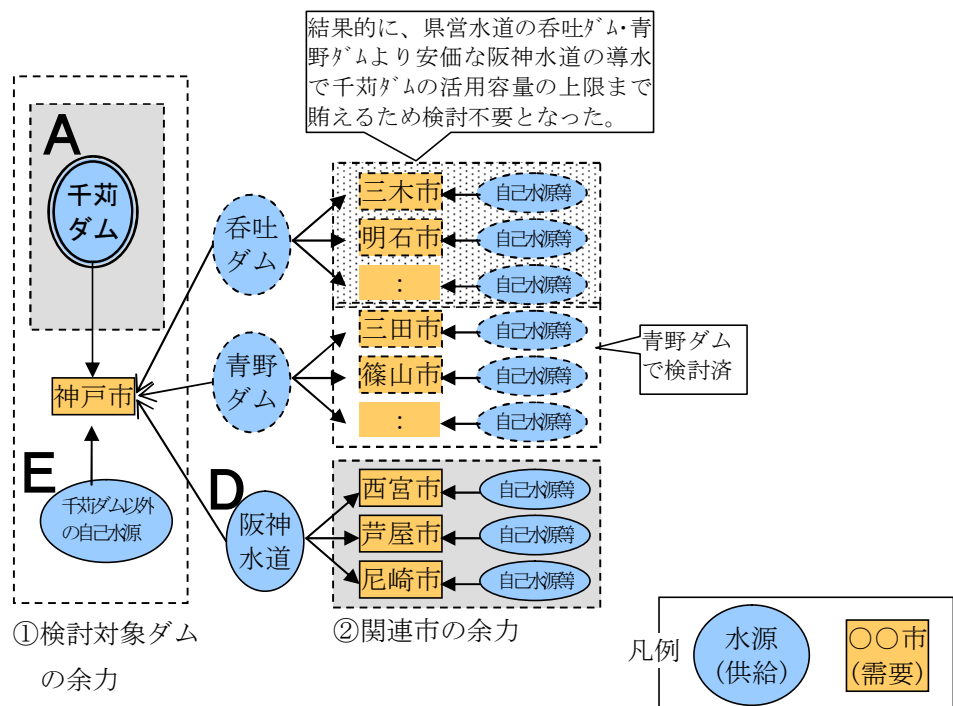 結果的に、県営水道の呑吐ﾀﾞﾑ・青
野ﾀﾞﾑより安価な阪神水道の導水
で千苅ﾀﾞﾑの活用容量の上限まで
賄えるため検討不要となった。
A
千苅
ダム
呑吐
ダム
三木市
自己水源等
明石市
自己水源等
：
自己水源等
三田市
自己水源等
青野ダム
で検討済
青野
ダム
篠山市
自己水源等
神戸市
：
自己水源等
E
千苅ダム以外
の自己水源
D
阪神
水道
西宮市
自己水源等
芦屋市
自己水源等
尼崎市
自己水源等
①検討対象ダム
の余力
②関連市の余力
凡例
水源
(供給)
○○市
(需要)